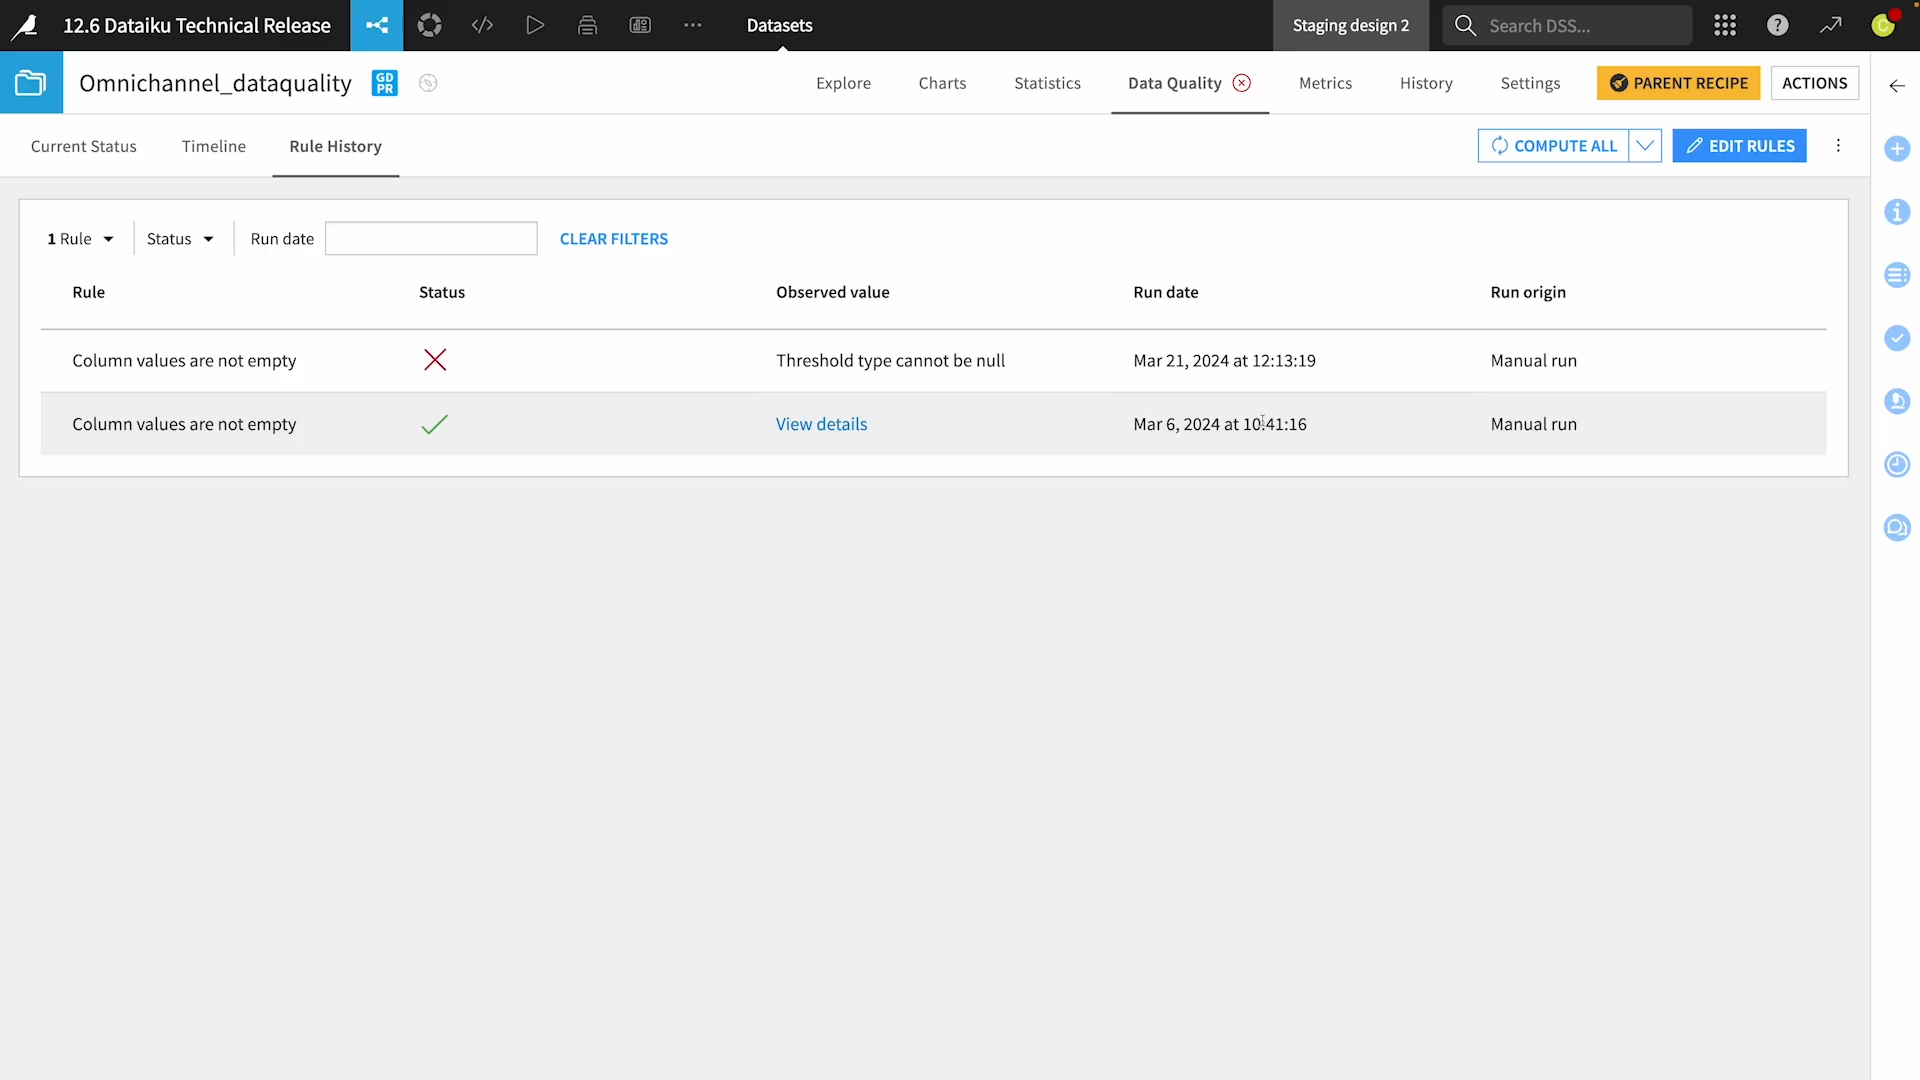 12.6 Dataiku Technical Release
Datasets
Staging design 2
Search DSS...
?
C
Omnichannel_dataquality
GD
PR
Explore
Charts
Statistics
Data Quality
Metrics
History
Settings
PARENT RECIPE
ACTIONS
Current Status
Timeline
Rule History
COMPUTE ALL
EDIT RULES
1 Rule
Status
Run date
CLEAR FILTERS
Rule
Status
Observed value
Run date
Run origin
Column values are not empty
Threshold type cannot be null
Mar 21, 2024 at 12:13:19
Manual run
Column values are not empty
View details
Mar 6, 2024 at 10:41:16
Manual run